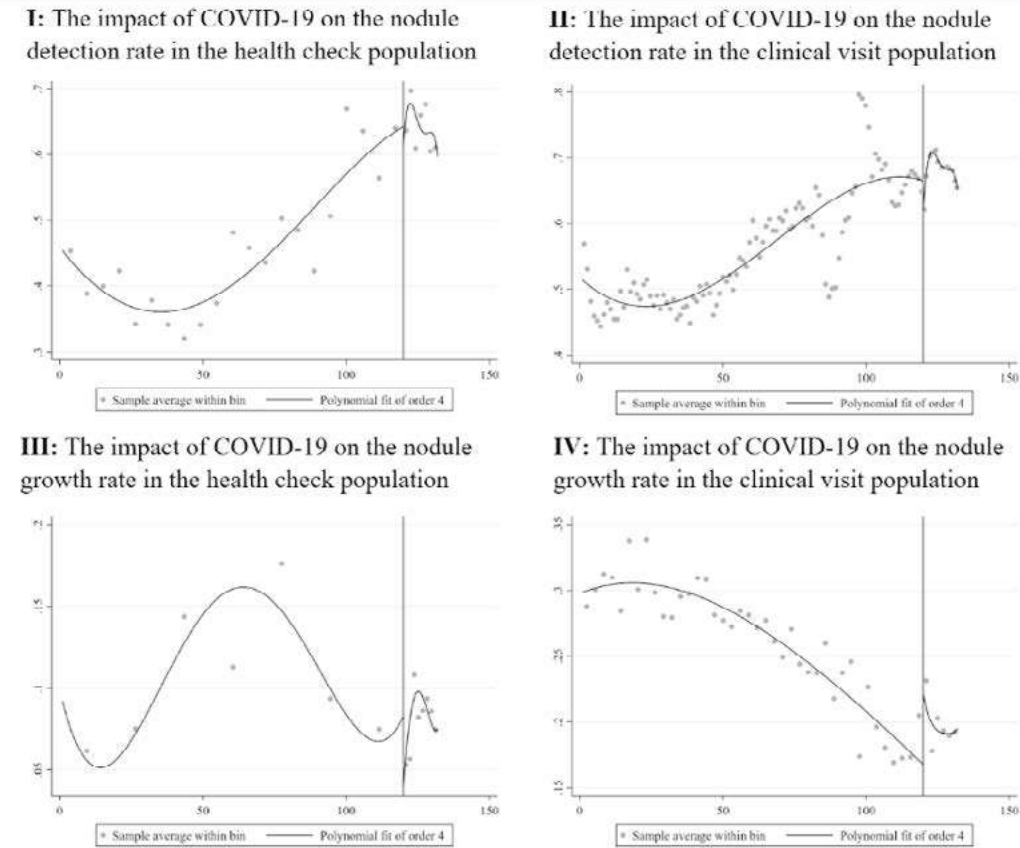 I: The impact of COVID-19 on the nodule
detection rate in the health check population
.7
.6
.5
.4
.3
0 50 100 150
Sample average within bin Polynomial fit of order 4
II: The impact of COVID-19 on the nodule
detection rate in the clinical visit population
.8
.7
.6
.5
.4
0 50 100 150
Sample average within bin Polynomial fit of order 4
III: The impact of COVID-19 on the nodule
growth rate in the health check population
.2
.15
.1
.05
0 50 100 150
Sample average within bin Polynomial fit of order 4
IV: The impact of COVID-19 on the nodule
growth rate in the clinical visit population
.35
.3
.25
.2
.15
0 50 100 150
Sample average within bin Polynomial fit of order 4